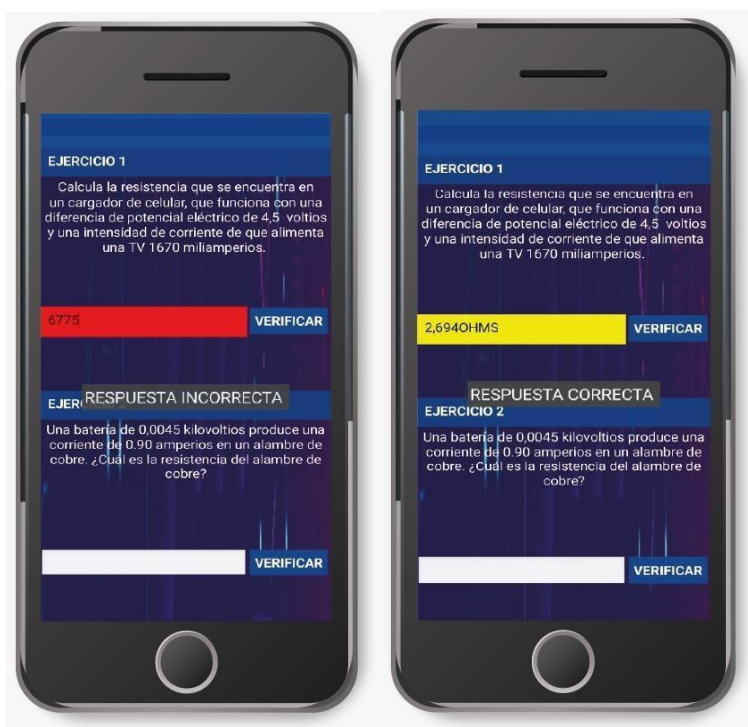 EJERCICIO 1
Calcula la resistencia que se encuentra en
un cargador de celular, que funciona con una
diferencia de potencial eléctrico de 4,5 voltios
y una intensidad de corriente de que alimenta
una TV 1670 miliamperios.
6775
VERIFICAR
RESPUESTA INCORRECTA
Una batería de 0,0045 kilovoltios produce una
corriente de 0.90 amperios en un alambre de
cobre. ¿Cuál es la resistencia del alambre de
cobre?
VERIFICAR
EJERCICIO 1
Calcula la resistencia que se encuentra en
un cargador de celular, que funciona con una
diferencia de potencial eléctrico de 4,5 voltios
y una intensidad de corriente de que alimenta
una TV 1670 miliamperios.
2,694OHMS
VERIFICAR
RESPUESTA CORRECTA
EJERCICIO 2
Una batería de 0,0045 kilovoltios produce una
corriente de 0.90 amperios en un alambre de
cobre. ¿Cuál es la resistencia del alambre de
cobre?
VERIFICAR